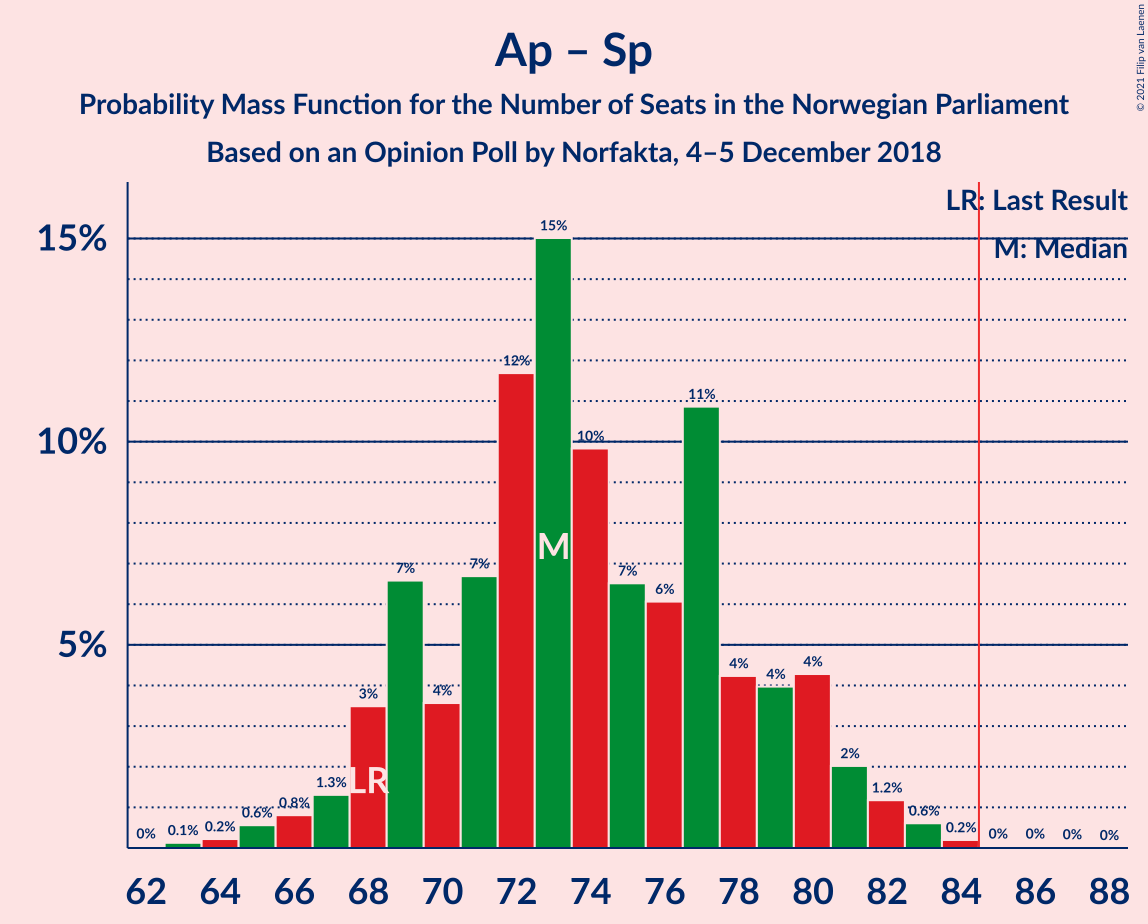 Ap – Sp
Probability Mass Function for the Number of Seats in the Norwegian Parliament
Based on an Opinion Poll by Norfakta, 4–5 December 2018
© 2021 Filip van Laenen
LR: Last Result
M: Median
15%
10%
5%
0% 0.1% 0.2% 0.6% 0.8% 1.3% 3% 7% 4% 7% 12% 15% 10% 7% 6% 11% 4% 4% 4% 2% 1.2% 0.6% 0.2% 0% 0% 0% 0%
M
LR
62 64 66 68 70 72 74 76 78 80 82 84 86 88